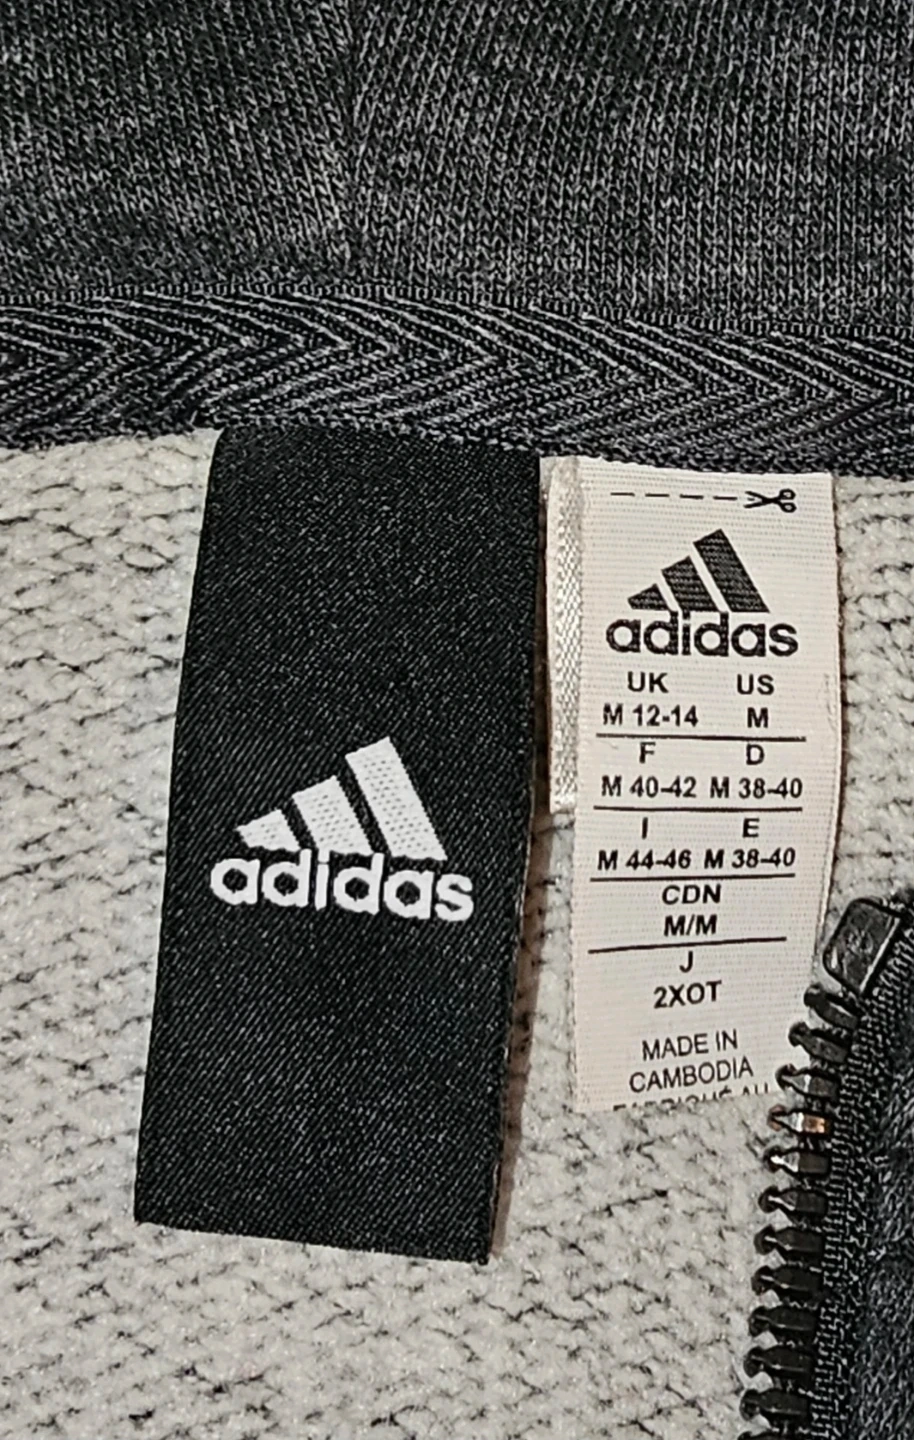 adidas
adidas
UK US
M 12-14 M
F D
M 40-42 M 38-40
I E
M 44-46 M 38-40
CDN
M/M
J
2XOT
MADE IN
CAMBODIA